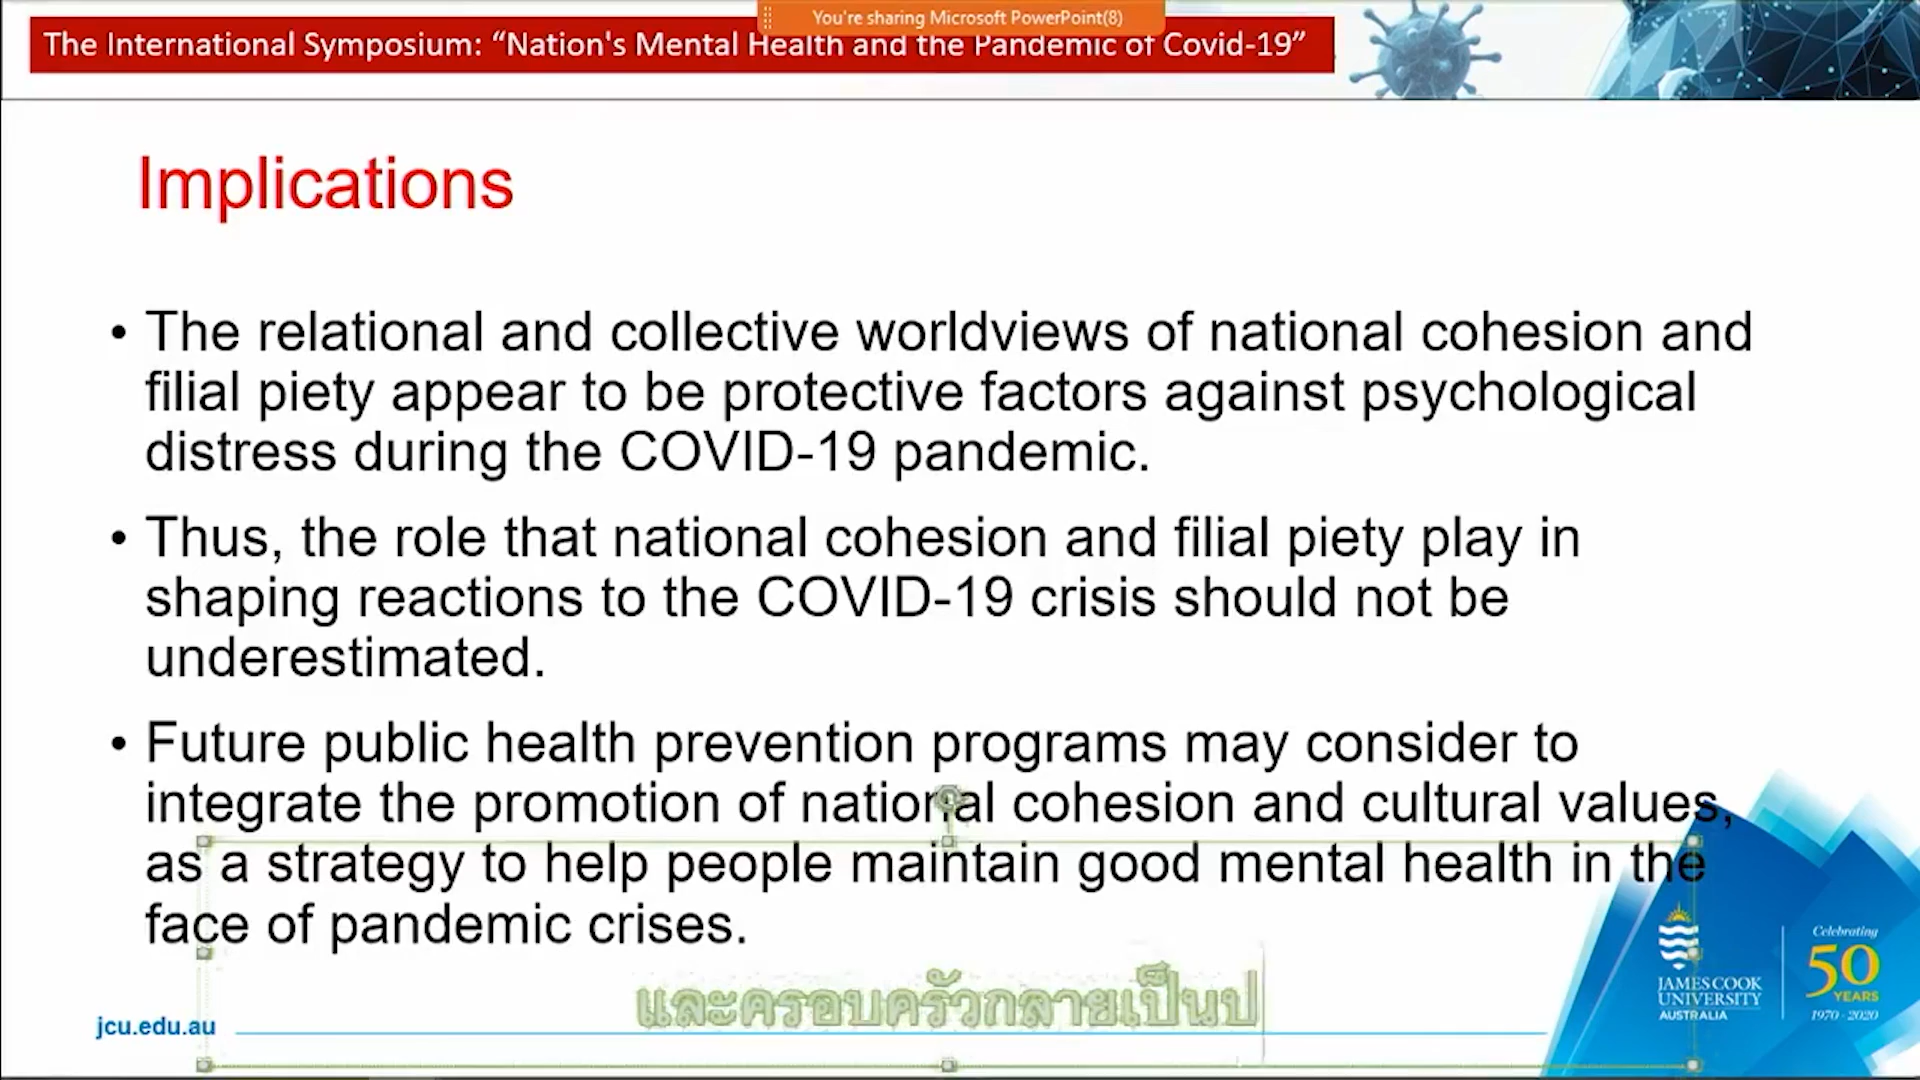 You're sharing Microsoft PowerPoint(8)
The International Symposium: “Nation's Mental Health and the Pandemic of Covid-19”
Implications
• The relational and collective worldviews of national cohesion and
filial piety appear to be protective factors against psychological
distress during the COVID-19 pandemic.
• Thus, the role that national cohesion and filial piety play in
shaping reactions to the COVID-19 crisis should not be
underestimated.
• Future public health prevention programs may consider to
integrate the promotion of national cohesion and cultural values,
as a strategy to help people maintain good mental health in the
face of pandemic crises.
และครอบครัวกลายเป็นป
jcu.edu.au
JAMES COOK
UNIVERSITY
AUSTRALIA
Celebrating
50
YEARS
1970 - 2020